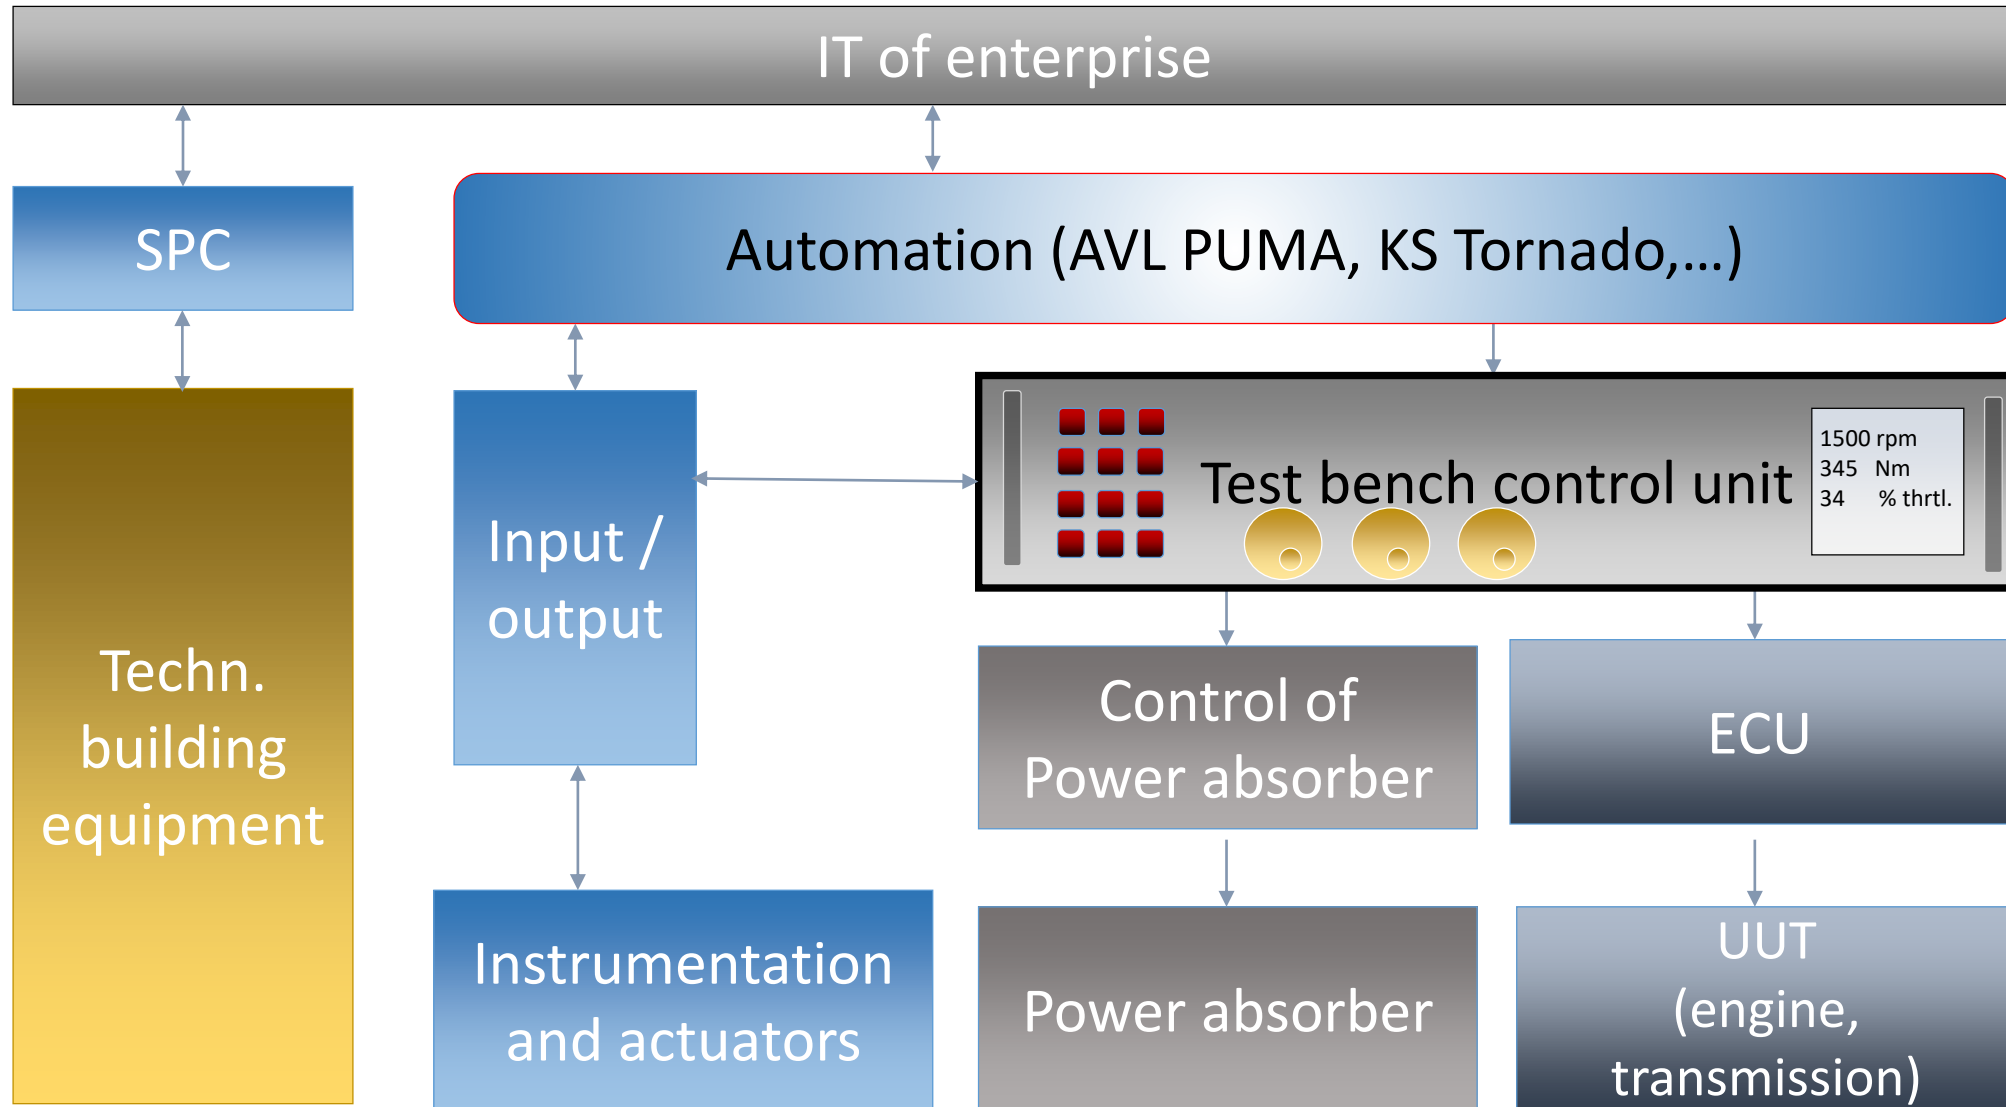 IT of enterprise
SPC
Automation (AVL PUMA, KS Tornado,...)
Techn.
building
equipment
Input /
output
Test bench control unit
1500 rpm
345 Nm
34 % thrtl.
Control of
Power absorber
ECU
Instrumentation
and actuators
Power absorber
UUT
(engine,
transmission)